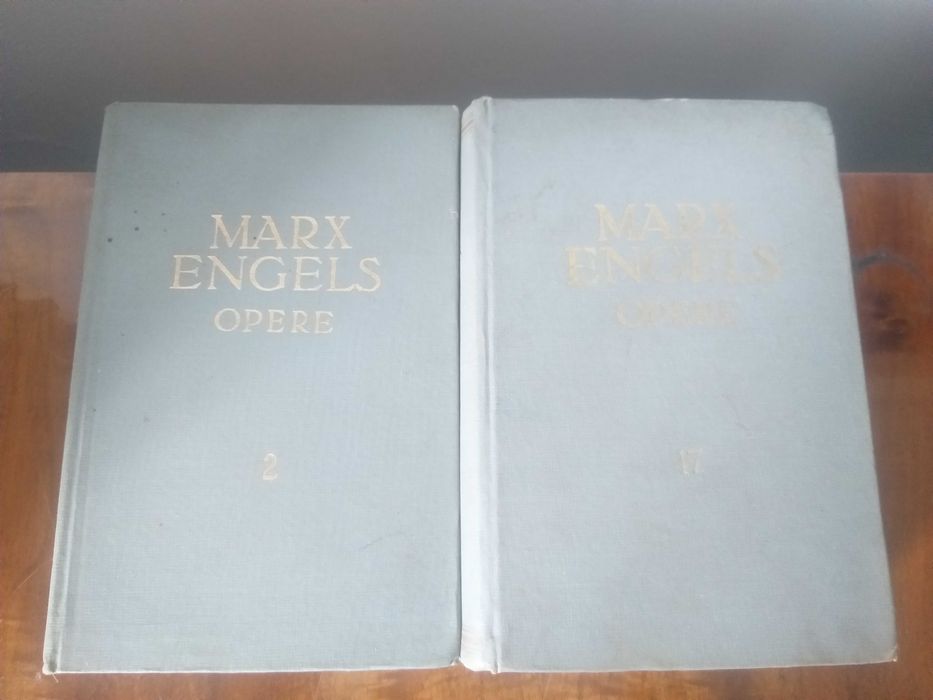 MARX
ENGELS
OPERE
2
MARX
ENGELS
OPERE
17